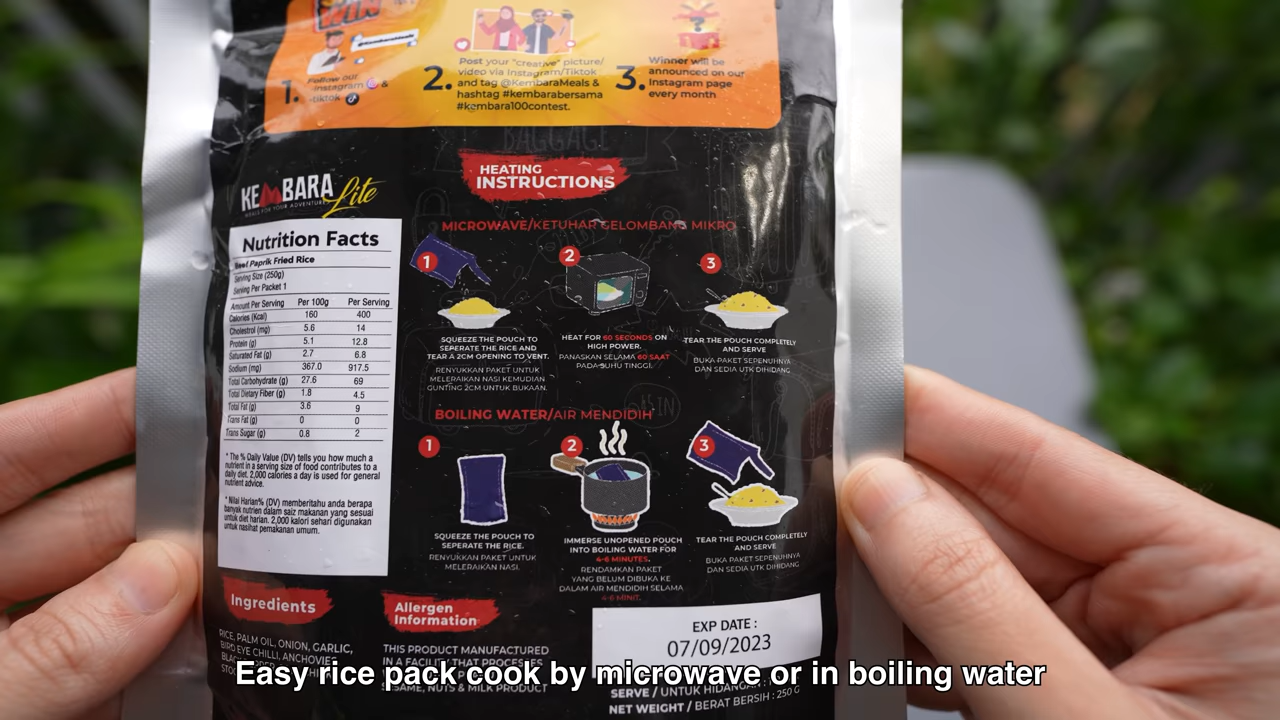 WIN
@KembaraMeals
1.
Follow our
Instagram &
tiktok
2.
Post your "creative" picture/
video via Instagram/Tiktok
and tag @KembaraMeals &
hashtag #kembarabersama
#kembara100contest.
3.
Winner will be
announced on our
Instagram page
every month
BAGGAGE
KEMBARA Lite
MEALS FOR YOUR ADVENTURE
HEATING
INSTRUCTIONS
Nutrition Facts
Beef Paprik Fried Rice
Serving Size (250g)
Serving Per Packet 1
Amount Per Serving Per 100g Per Serving
Calories (Kcal) 160 400
Cholestrol (mg) 5.6 14
Protein (g) 5.1 12.8
Saturated Fat (g) 2.7 6.8
Sodium (mg) 367.0 917.5
Total Carbohydrate (g) 27.6 69
Total Dietary Fiber (g) 1.8 4.5
Total Fat (g) 3.6 9
Trans Fat (g) 0 0
Trans Sugar (g) 0.8 2
* The % Daily Value (DV) tells you how much a
nutrient in a serving size of food contributes to a
daily diet. 2,000 calories a day is used for general
nutrient advice.
* Nilai Harian% (DV) memberitahu anda berapa
banyak nutrien dalam saiz makanan yang sesuai
untuk diet harian. 2,000 kalori sehari digunakan
untuk nasihat pemakanan umum.
MICROWAVE/KETUHAR GELOMBANG MIKRO
1
SQUEEZE THE POUCH TO
SEPERATE THE RICE AND
TEAR A 2CM OPENING TO VENT.
RENYUKKAN PAKET UNTUK
MELERAIKAN NASI KEMUDIAN
GUNTING 2CM UNTUK BUKAAN.
2
HEAT FOR 60 SECONDS ON
HIGH POWER.
PANASKAN SELAMA 60 SAAT
PADA SUHU TINGGI.
3
TEAR THE POUCH COMPLETELY
AND SERVE
BUKA PAKET SEPENUHNYA
DAN SEDIA UTK DIHIDANG
BOILING WATER/AIR MENDIDIH
1
SQUEEZE THE POUCH TO
SEPERATE THE RICE.
RENYUKKAN PAKET UNTUK
MELERAIKAN NASI.
2
IMMERSE UNOPENED POUCH
INTO BOILING WATER FOR
4-6 MINUTES.
RENDAMKAN PAKET
YANG BELUM DIBUKA KE
DALAM AIR MENDIDIH SELAMA
4-6 MINIT.
3
TEAR THE POUCH COMPLETELY
AND SERVE
BUKA PAKET SEPENUHNYA
DAN SEDIA UTK DIHIDANG
Ingredients
RICE, PALM OIL, ONION, GARLIC,
BIRD EYE CHILLI, ANCHOVIES
Allergen
Information
THIS PRODUCT MANUFACTURED
IN A FACILITY THAT PROCESSES
SESAME, NUTS & MILK PRODUCT
EXP DATE :
07/09/2023
SERVE / UNTUK HIDANGAN :
NET WEIGHT / BERAT BERSIH : 250 G
Easy rice pack cook by microwave or in boiling water